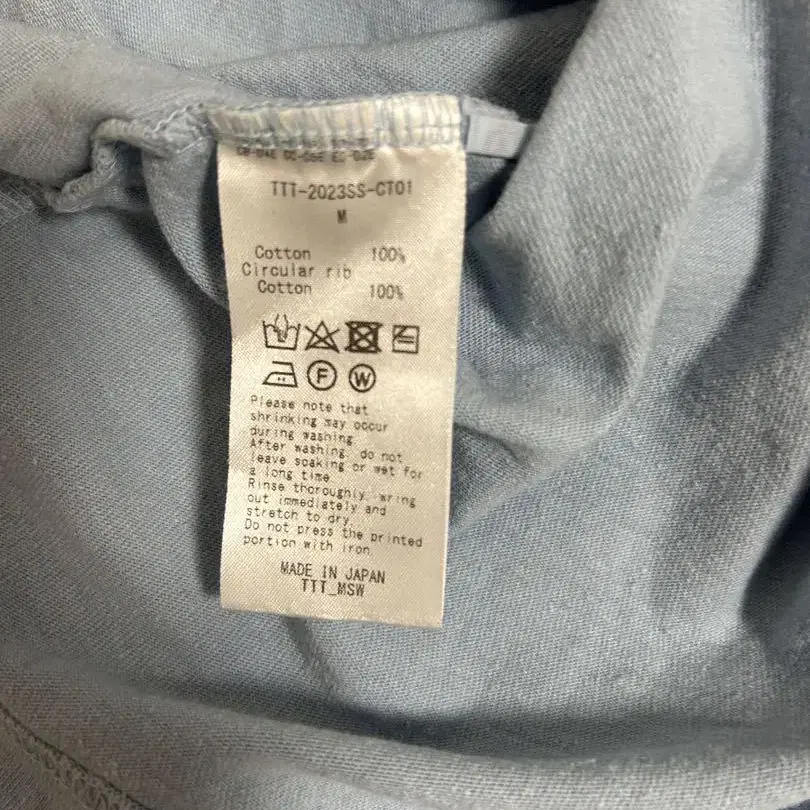 TTT-2023SS-CT01
M
Cotton 100%
Circular rib
Cotton 100%
F W
Please note that
shrinking may occur
during washing.
After washing, do not
leave soaking or wet for
a long time.
Rinse thoroughly, wring
out immediately and
stretch to dry.
Do not press the printed
portion with iron.
MADE IN JAPAN
TTT_MSW